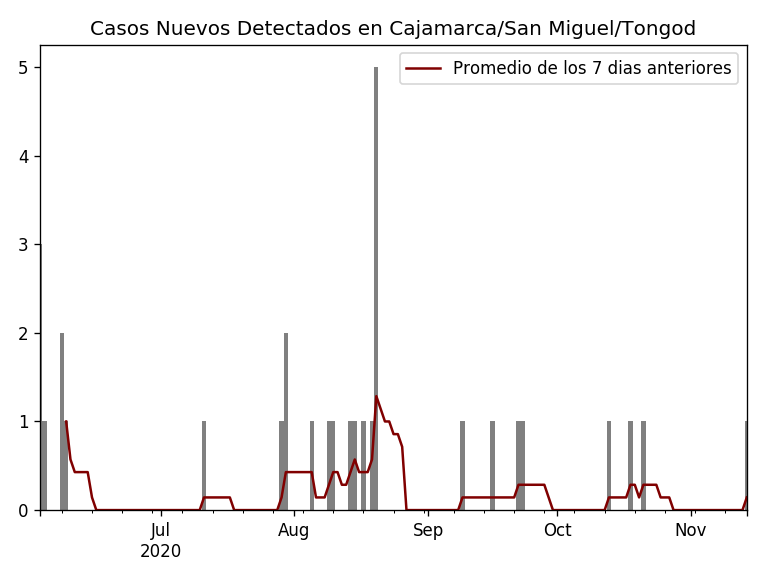 Casos Nuevos Detectados en Cajamarca/San Miguel/Tongod
Promedio de los 7 dias anteriores
5
4
3
2
1
0
Jul
2020
Aug
Sep
Oct
Nov